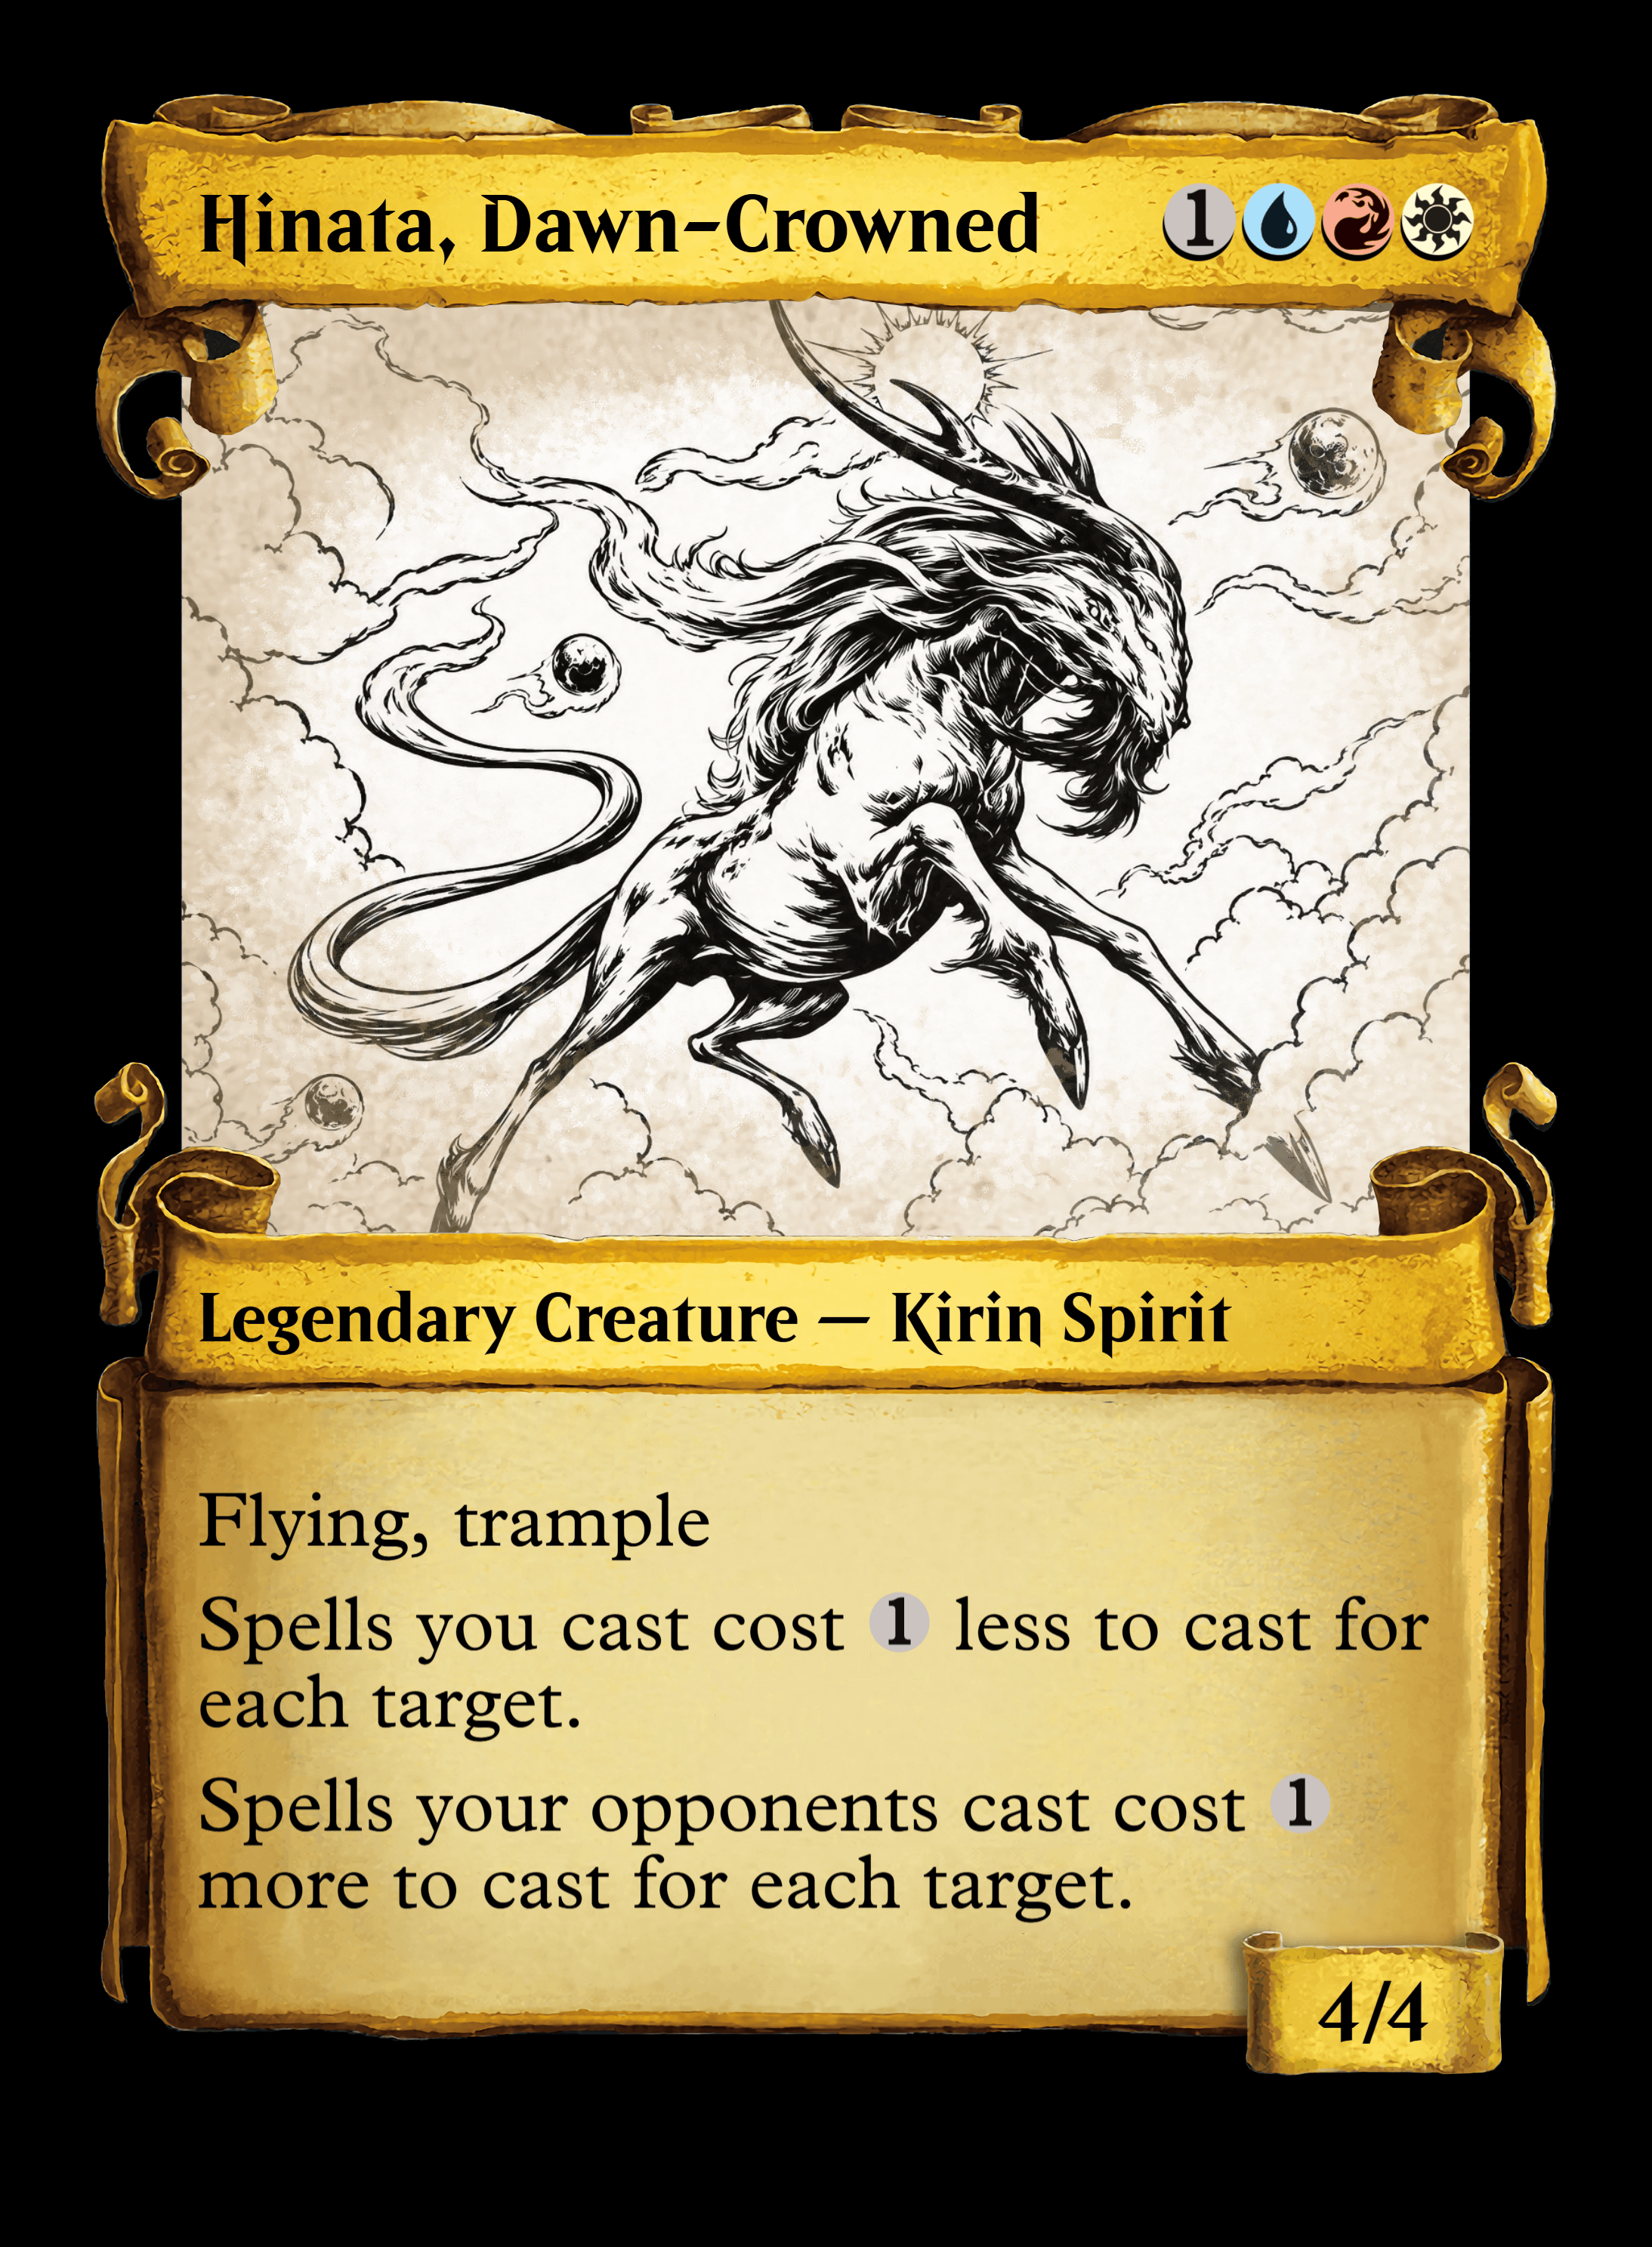 Hinata, Dawn-Crowned 1
Legendary Creature — Kirin Spirit
Flying, trample
Spells you cast cost 1 less to cast for
each target.
Spells your opponents cast cost 1
more to cast for each target.
4/4